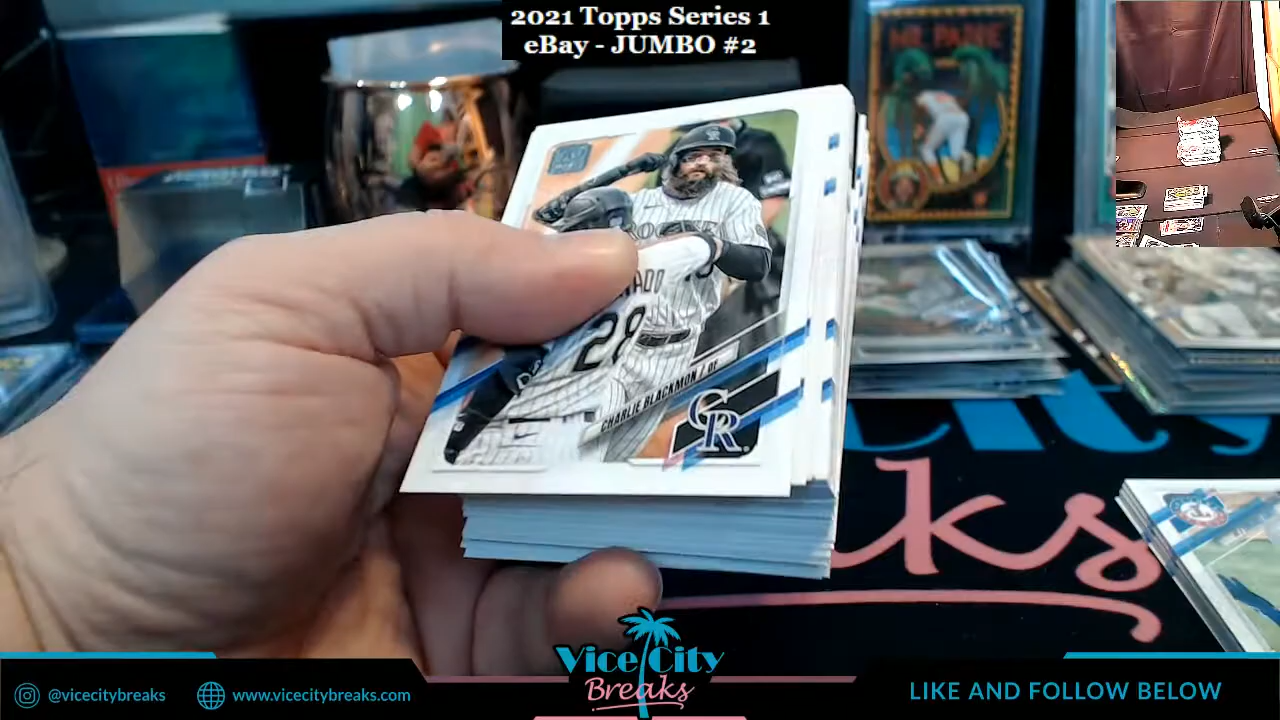 2021 Topps Series 1
eBay - JUMBO #2
28
CHARLIE BLACKMON / OF
CR
Vice City
Breaks
@vicecitybreaks
www.vicecitybreaks.com
LIKE AND FOLLOW BELOW